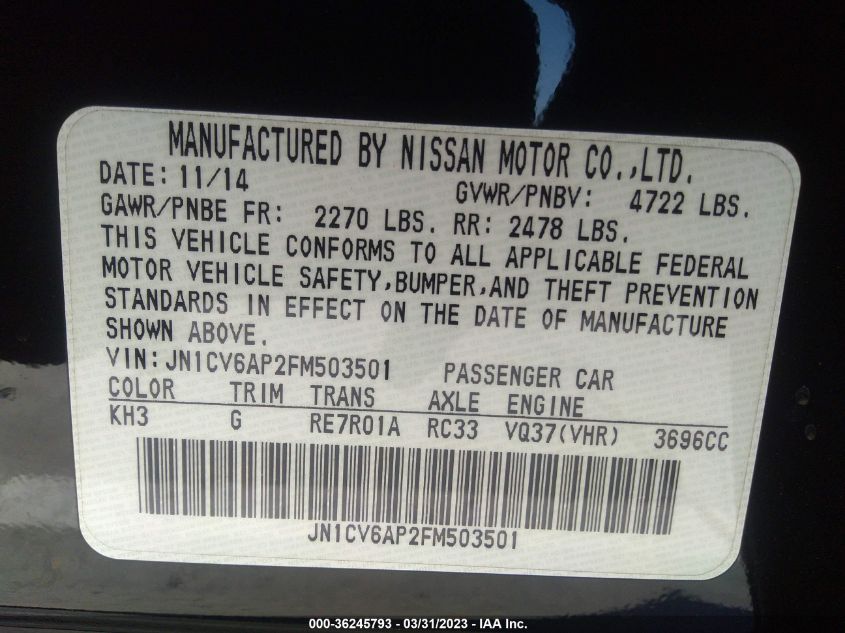 MANUFACTURED BY NISSAN MOTOR CO.,LTD.
DATE: 11/14 GVWR/PNBV: 4722 LBS.
GAWR/PNBE FR: 2270 LBS. RR: 2478 LBS.
THIS VEHICLE CONFORMS TO ALL APPLICABLE FEDERAL
MOTOR VEHICLE SAFETY,BUMPER,AND THEFT PREVENTION
STANDARDS IN EFFECT ON THE DATE OF MANUFACTURE
SHOWN ABOVE.
VIN:JN1CV6AP2FM503501 PASSENGER CAR
COLOR TRIM TRANS AXLE ENGINE
KH3 G RE7R01A RC33 VQ37(VHR) 3696CC
JN1CV6AP2FM503501
000-36245793 - 03/31/2023 - IAA Inc.